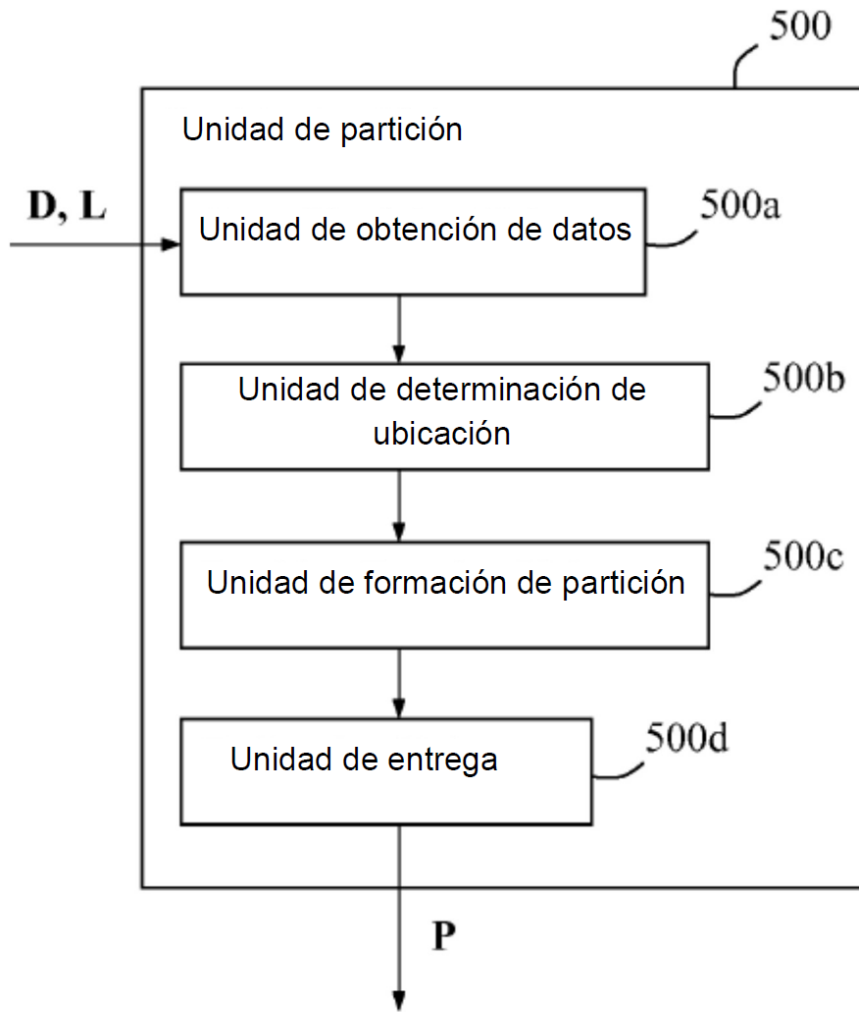 500
Unidad de partición
D, L
Unidad de obtención de datos
500a
Unidad de determinación de
ubicación
500b
Unidad de formación de partición
500c
Unidad de entrega
500d
P